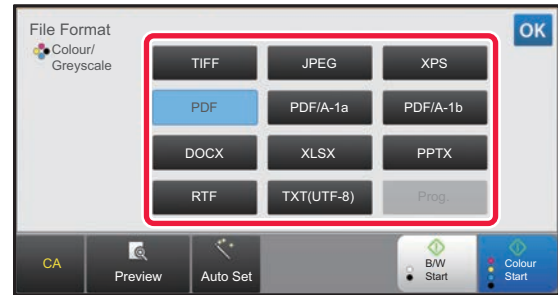 File Format
OK
Colour/
Greyscale
TIFF
JPEG
XPS
PDF
PDF/A-1a
PDF/A-1b
DOCX
XLSX
PPTX
RTF
TXT(UTF-8)
Prog.
CA
Preview
Auto Set
B/W
Start
Colour
Start